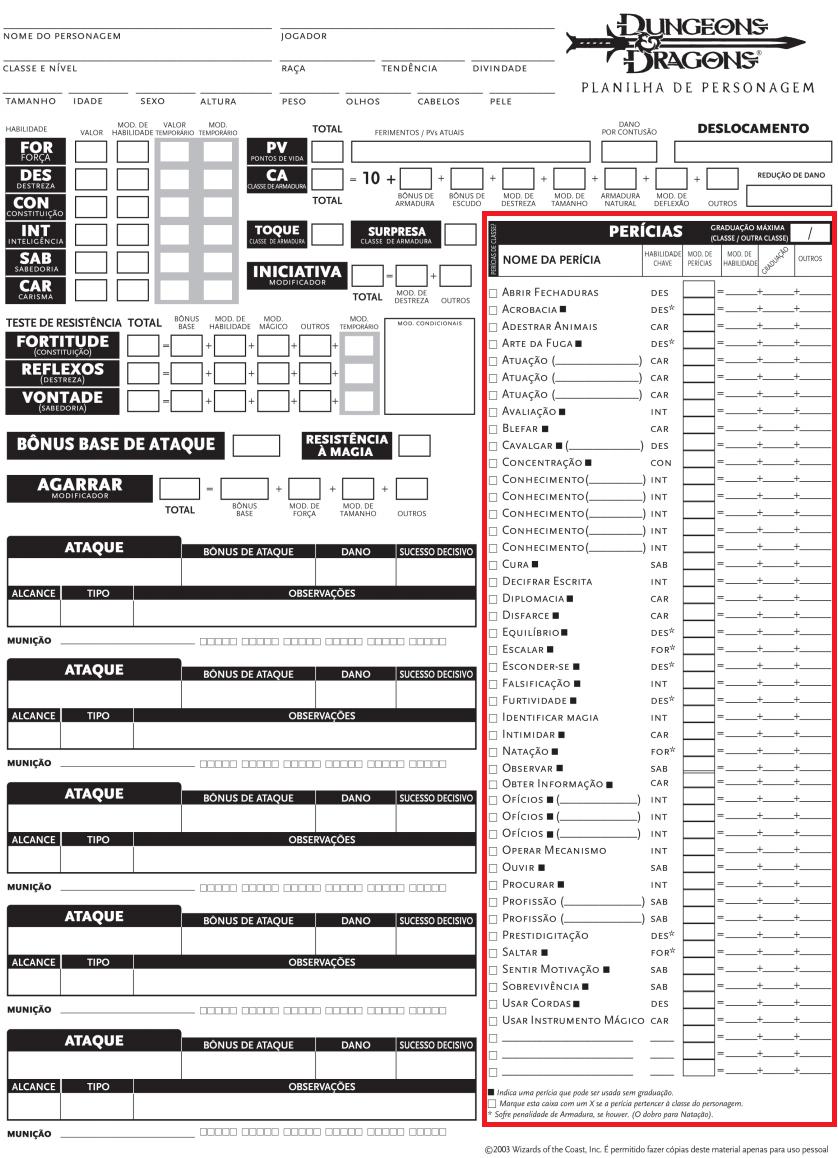 NOME DO PERSONAGEM JOGADOR
CLASSE E NÍVEL RAÇA TENDÊNCIA DIVINDADE
TAMANHO IDADE SEXO ALTURA PESO OLHOS CABELOS PELE
DUNGEONS
&
DRAGONS®
PLANILHA DE PERSONAGEM
HABILIDADE VALOR MOD. DE HABILIDADE VALOR TEMPORÁRIO MOD. TEMPORÁRIO
FOR
FORÇA
DES
DESTREZA
CON
CONSTITUIÇÃO
INT
INTELIGÊNCIA
SAB
SABEDORIA
CAR
CARISMA
TOTAL FERIMENTOS / PVs ATUAIS DANO POR CONTUSÃO DESLOCAMENTO
PV
PONTOS DE VIDA
CA
CLASSE DE ARMADURA
= 10 + + + + + + +
TOTAL BÔNUS DE ARMADURA BÔNUS DE ESCUDO MOD. DE DESTREZA MOD. DE TAMANHO ARMADURA NATURAL MOD. DE DEFLEXÃO OUTROS
REDUÇÃO DE DANO
TOQUE
CLASSE DE ARMADURA
SURPRESA
CLASSE DE ARMADURA
INICIATIVA
MODIFICADOR
= +
TOTAL MOD. DE DESTREZA OUTROS
TESTE DE RESISTÊNCIA TOTAL BÔNUS BASE MOD. DE HABILIDADE MOD. MÁGICO OUTROS MOD. TEMPORÁRIO
MOD. CONDICIONAIS
FORTITUDE
(CONSTITUIÇÃO)
= + + + +
REFLEXOS
(DESTREZA)
= + + + +
VONTADE
(SABEDORIA)
= + + + +
BÔNUS BASE DE ATAQUE
RESISTÊNCIA
À MAGIA
AGARRAR
MODIFICADOR
= + + +
TOTAL BÔNUS BASE MOD. DE FORÇA MOD. DE TAMANHO OUTROS
ATAQUE BÔNUS DE ATAQUE DANO SUCESSO DECISIVO
ALCANCE TIPO OBSERVAÇÕES
MUNIÇÃO
ATAQUE BÔNUS DE ATAQUE DANO SUCESSO DECISIVO
ALCANCE TIPO OBSERVAÇÕES
MUNIÇÃO
ATAQUE BÔNUS DE ATAQUE DANO SUCESSO DECISIVO
ALCANCE TIPO OBSERVAÇÕES
MUNIÇÃO
ATAQUE BÔNUS DE ATAQUE DANO SUCESSO DECISIVO
ALCANCE TIPO OBSERVAÇÕES
MUNIÇÃO
ATAQUE BÔNUS DE ATAQUE DANO SUCESSO DECISIVO
ALCANCE TIPO OBSERVAÇÕES
MUNIÇÃO
PERÍCIAS DE CLASSE?
PERÍCIAS GRADUAÇÃO MÁXIMA
(CLASSE / OUTRA CLASSE) /
NOME DA PERÍCIA HABILIDADE CHAVE MOD. DE PERÍCIAS MOD. DE HABILIDADE GRADUAÇÃO OUTROS
□ ABRIR FECHADURAS DES = + +
□ ACROBACIA ■ DES* = + +
□ ADESTRAR ANIMAIS CAR = + +
□ ARTE DA FUGA ■ DES* = + +
□ ATUAÇÃO (__________) CAR = + +
□ ATUAÇÃO (__________) CAR = + +
□ ATUAÇÃO (__________) CAR = + +
□ AVALIAÇÃO ■ INT = + +
□ BLEFAR ■ CAR = + +
□ CAVALGAR ■ (__________) DES = + +
□ CONCENTRAÇÃO ■ CON = + +
□ CONHECIMENTO(_______) INT = + +
□ CONHECIMENTO(_______) INT = + +
□ CONHECIMENTO(_______) INT = + +
□ CONHECIMENTO(_______) INT = + +
□ CONHECIMENTO(_______) INT = + +
□ CURA ■ SAB = + +
□ DECIFRAR ESCRITA INT = + +
□ DIPLOMACIA ■ CAR = + +
□ DISFARCE ■ CAR = + +
□ EQUILÍBRIO ■ DES* = + +
□ ESCALAR ■ FOR* = + +
□ ESCONDER-SE ■ DES* = + +
□ FALSIFICAÇÃO ■ INT = + +
□ FURTIVIDADE ■ DES* = + +
□ IDENTIFICAR MAGIA INT = + +
□ INTIMIDAR ■ CAR = + +
□ NATAÇÃO ■ FOR* = + +
□ OBSERVAR ■ SAB = + +
□ OBTER INFORMAÇÃO ■ CAR = + +
□ OFÍCIOS ■ (__________) INT = + +
□ OFÍCIOS ■ (__________) INT = + +
□ OFÍCIOS ■ (__________) INT = + +
□ OPERAR MECANISMO INT = + +
□ OUVIR ■ SAB = + +
□ PROCURAR ■ INT = + +
□ PROFISSÃO (__________) SAB = + +
□ PROFISSÃO (__________) SAB = + +
□ PRESTIDIGITAÇÃO DES* = + +
□ SALTAR ■ FOR* = + +
□ SENTIR MOTIVAÇÃO ■ SAB = + +
□ SOBREVIVÊNCIA ■ SAB = + +
□ USAR CORDAS ■ DES = + +
□ USAR INSTRUMENTO MÁGICO CAR = + +
□ = + +
□ = + +
□ = + +
■ Indica uma perícia que pode ser usada sem graduação.
□ Marque esta caixa com um X se a perícia pertencer à classe do personagem.
* Sofre penalidade de Armadura, se houver. (O dobro para Natação).
©2003 Wizards of the Coast, Inc. É permitido fazer cópias deste material apenas para uso pessoal